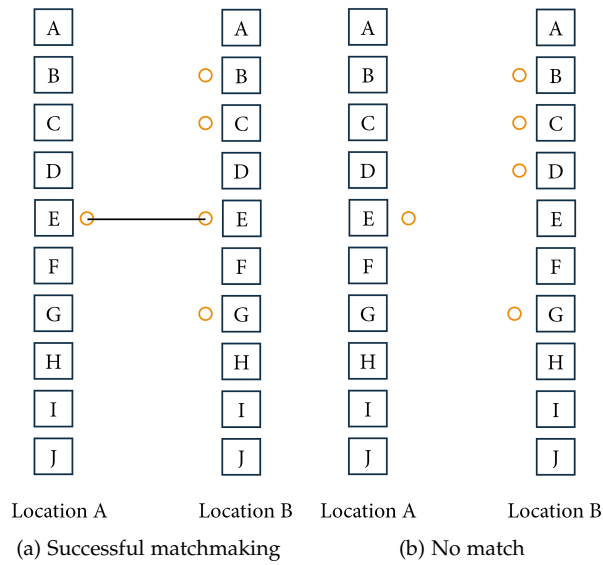 A A A A
B B B B
C C C C
D D D D
E E E E
F F F F
G G G G
H H H H
I I I I
J J J J
Location A Location B Location A Location B
(a) Successful matchmaking (b) No match